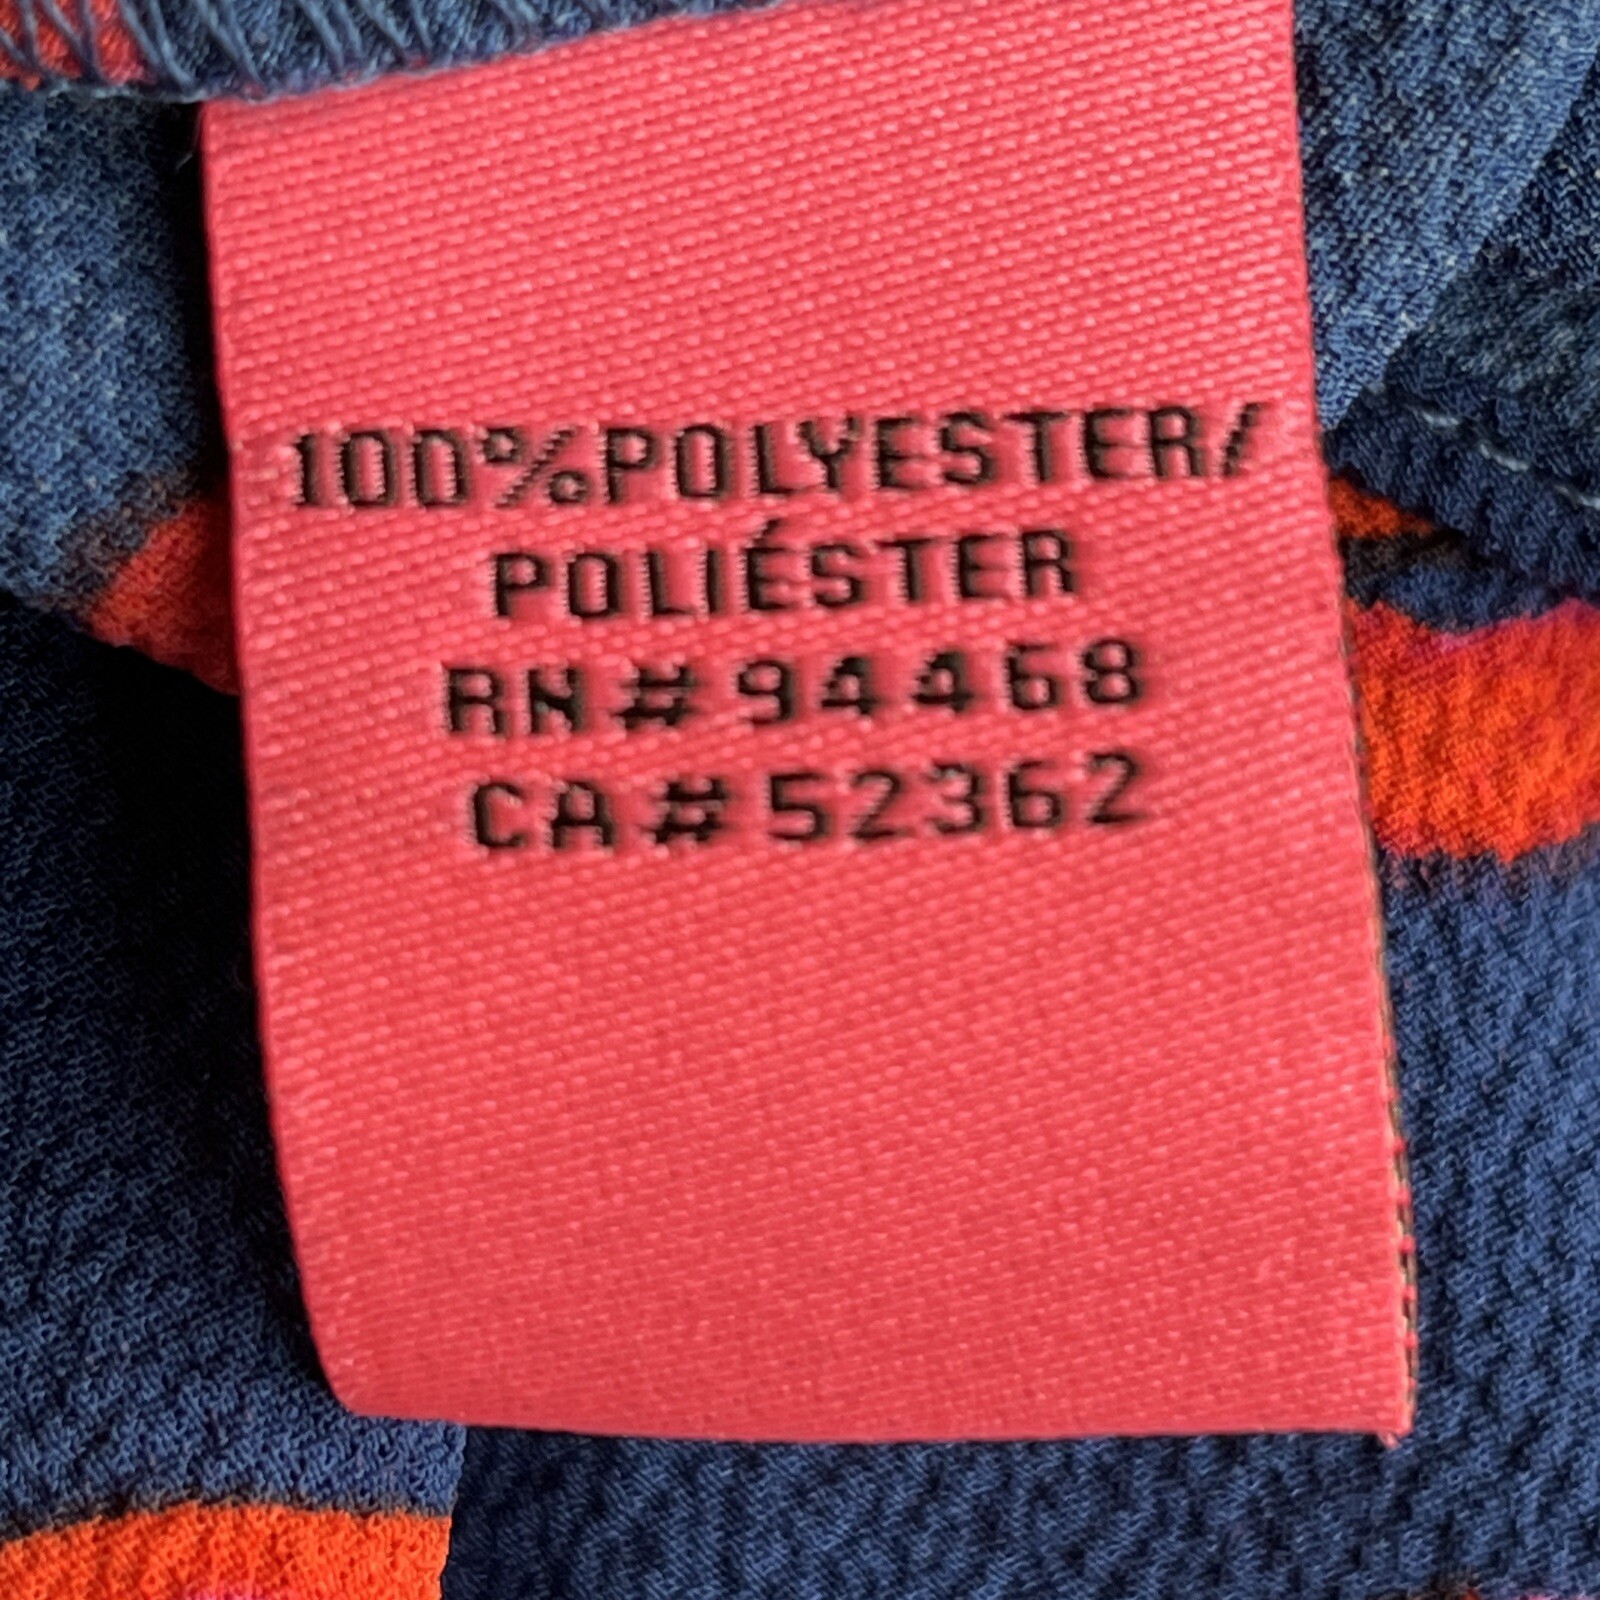 100%POLYESTER/
POLIÉSTER
RN#94468
CA#52362